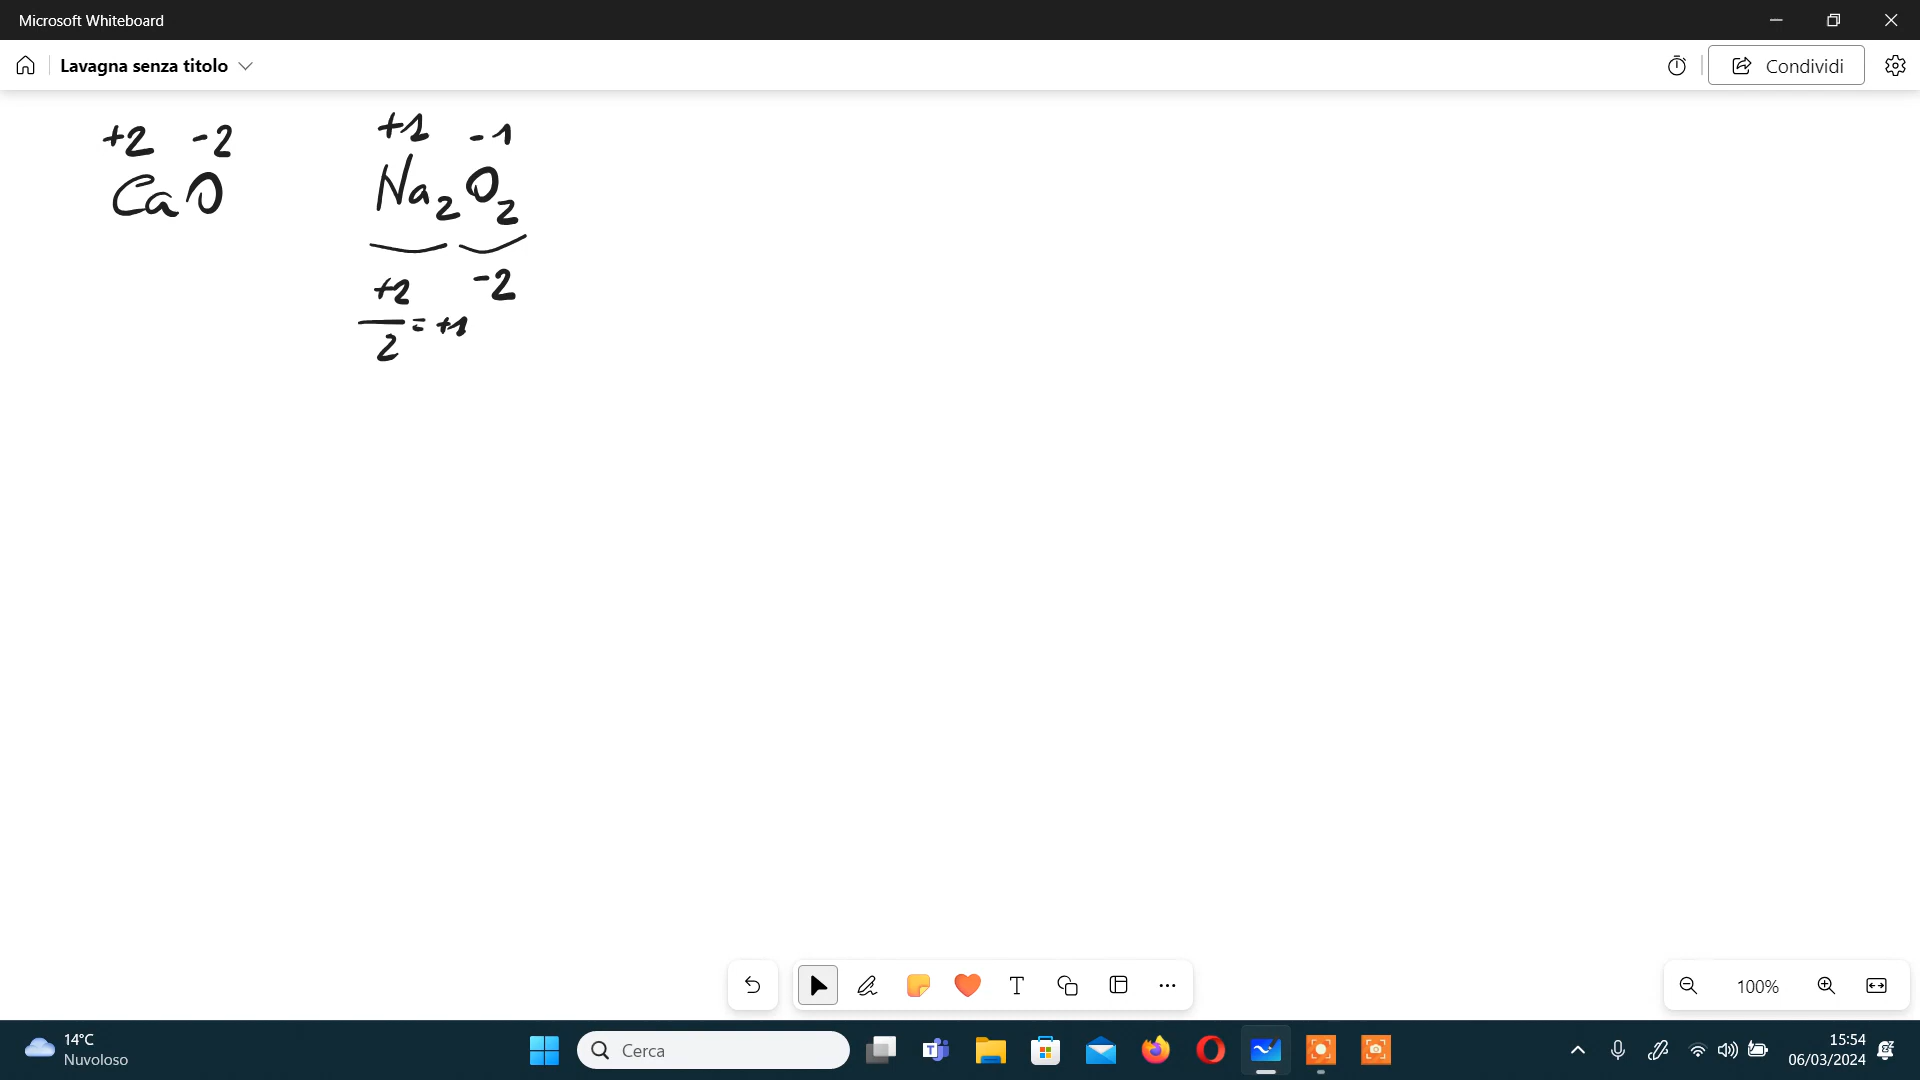 Microsoft Whiteboard
Lavagna senza titolo
Condividi
+2 -2
CaO
+1 -1
Na₂O₂
+2 -2
2 = +1
100%
14°C
Nuvoloso
Cerca
15:54
06/03/2024